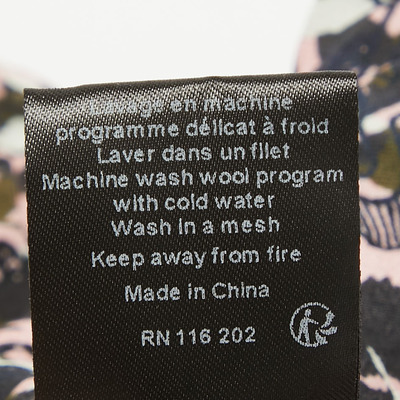 Lavage en machine
programme délicat à froid
Laver dans un filet
Machine wash wool program
with cold water
Wash in a mesh
Keep away from fire
Made in China
RN 116 202